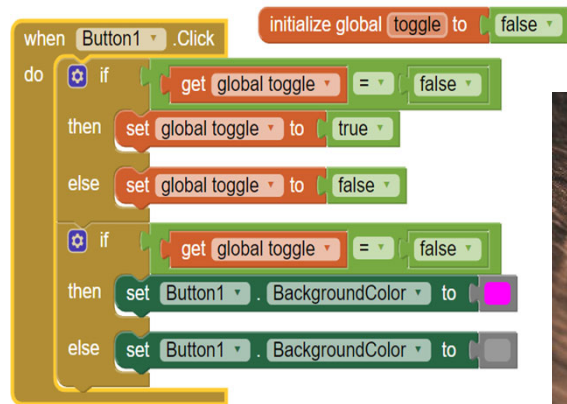 initialize global toggle to false
when Button1 .Click
do if get global toggle = false
then set global toggle to true
else set global toggle to false
if get global toggle = false
then set Button1 . BackgroundColor to
else set Button1 . BackgroundColor to